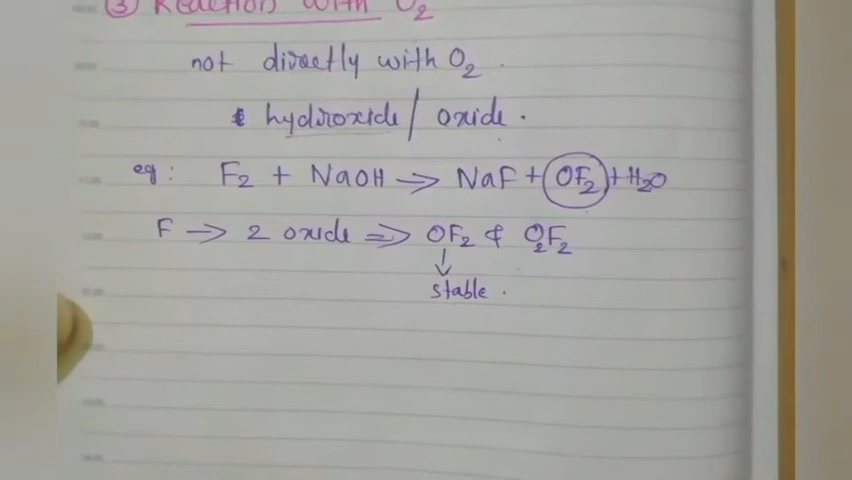 ③ Reaction with O₂
not directly with O₂.
hydroxide / oxide.
eg: F₂ + NaOH → NaF + OF₂ + H₂O
F → 2 oxide ⇒ OF₂ & O₂F₂
↓
stable.